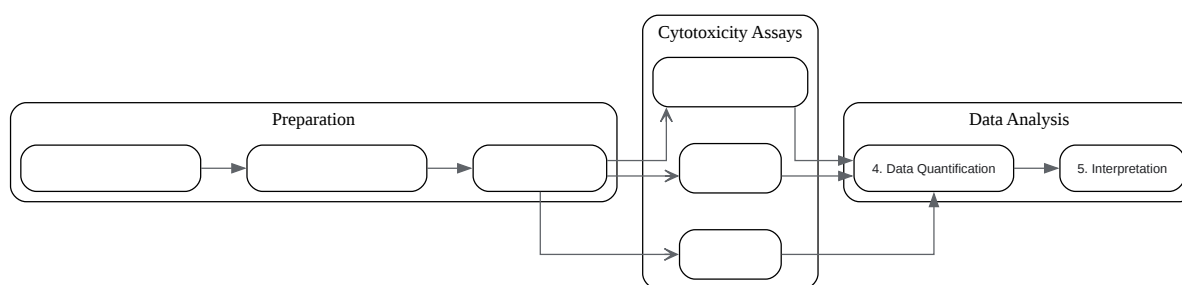 Cytotoxicity Assays
Preparation
Data Analysis
4. Data Quantification
5. Interpretation